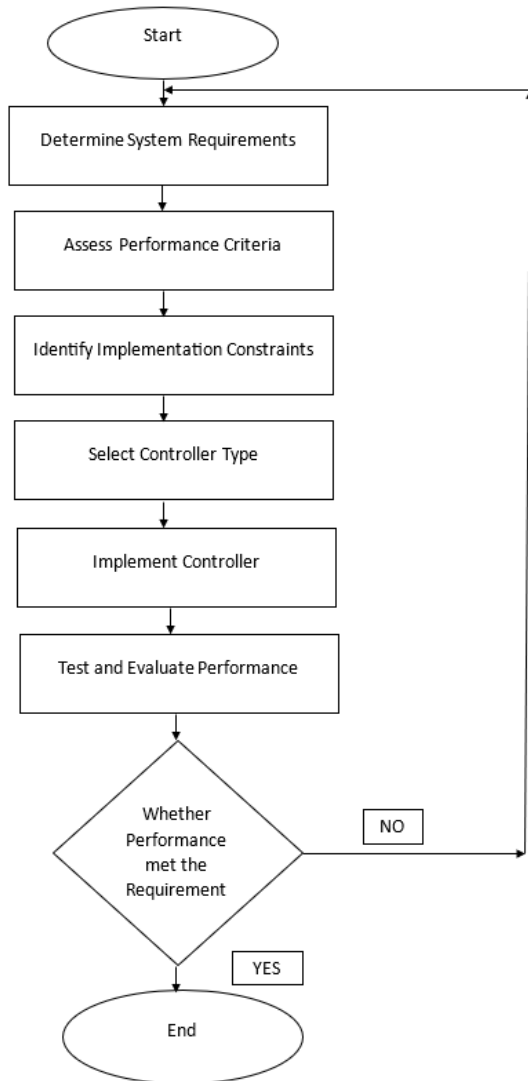 Start
Determine System Requirements
Assess Performance Criteria
Identify Implementation Constraints
Select Controller Type
Implement Controller
Test and Evaluate Performance
Whether
Performance
met the
Requirement
NO
YES
End